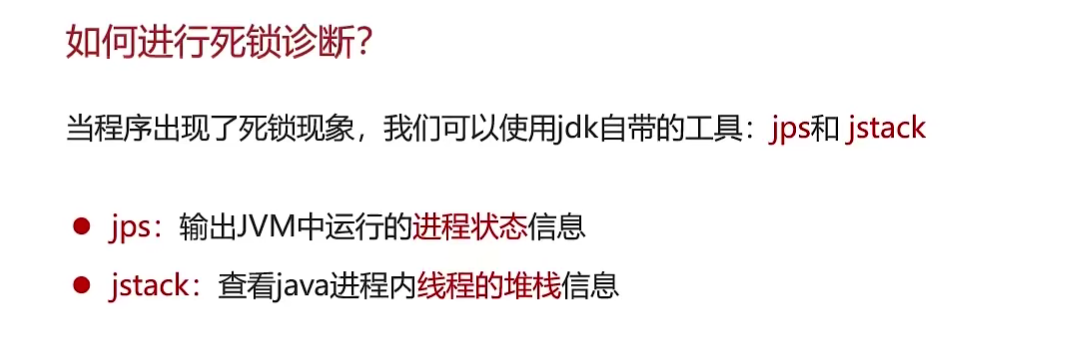 如何进行死锁诊断？
当程序出现了死锁现象，我们可以使用jdk自带的工具：jps和 jstack
● jps：输出JVM中运行的进程状态信息
● jstack：查看java进程内线程的堆栈信息